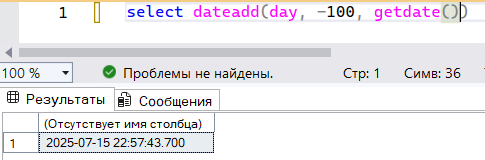 1 select dateadd(day, -100, getdate())
100 % Проблемы не найдены. Стр: 1 Симв: 36
Результаты Сообщения
(Отсутствует имя столбца)
1 2025-07-15 22:57:43.700